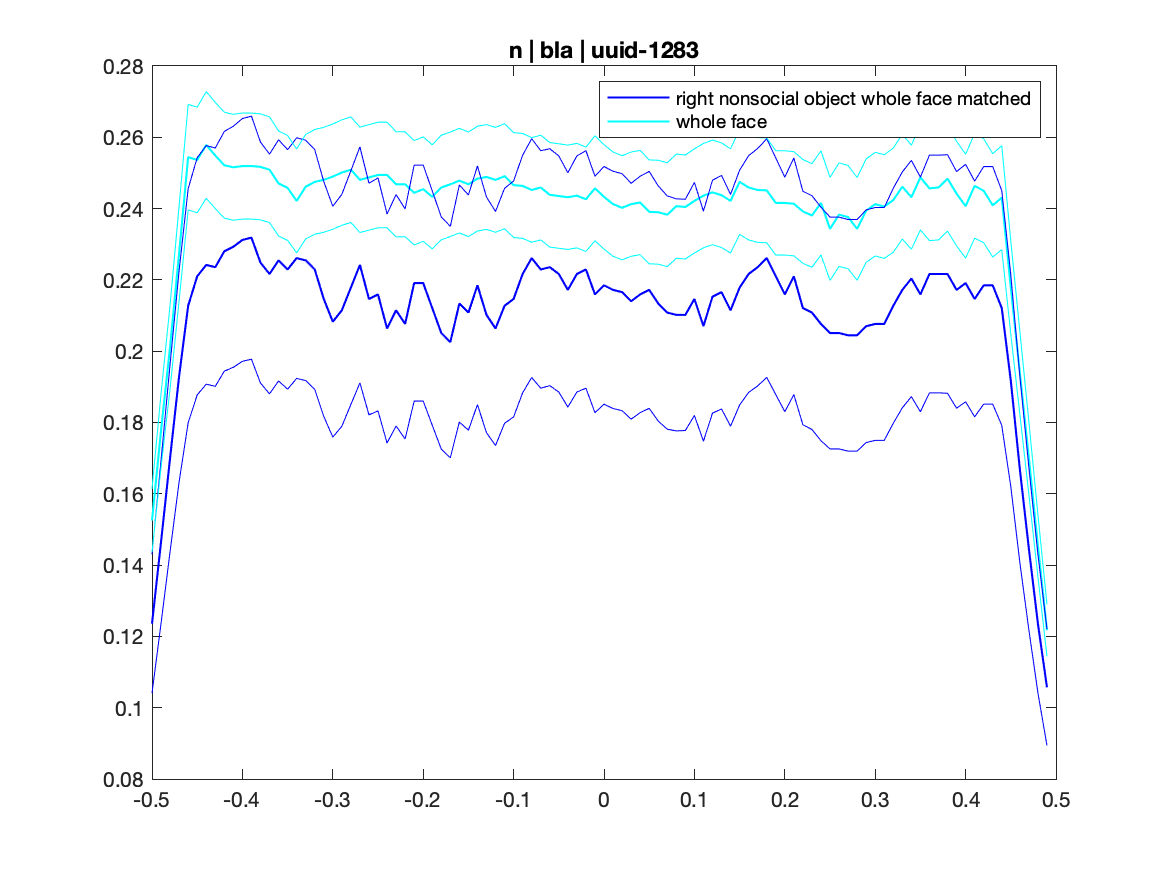 n | bla | uuid-1283
right nonsocial object whole face matched
whole face
0.28
0.26
0.24
0.22
0.2
0.18
0.16
0.14
0.12
0.1
0.08
-0.5 -0.4 -0.3 -0.2 -0.1 0 0.1 0.2 0.3 0.4 0.5